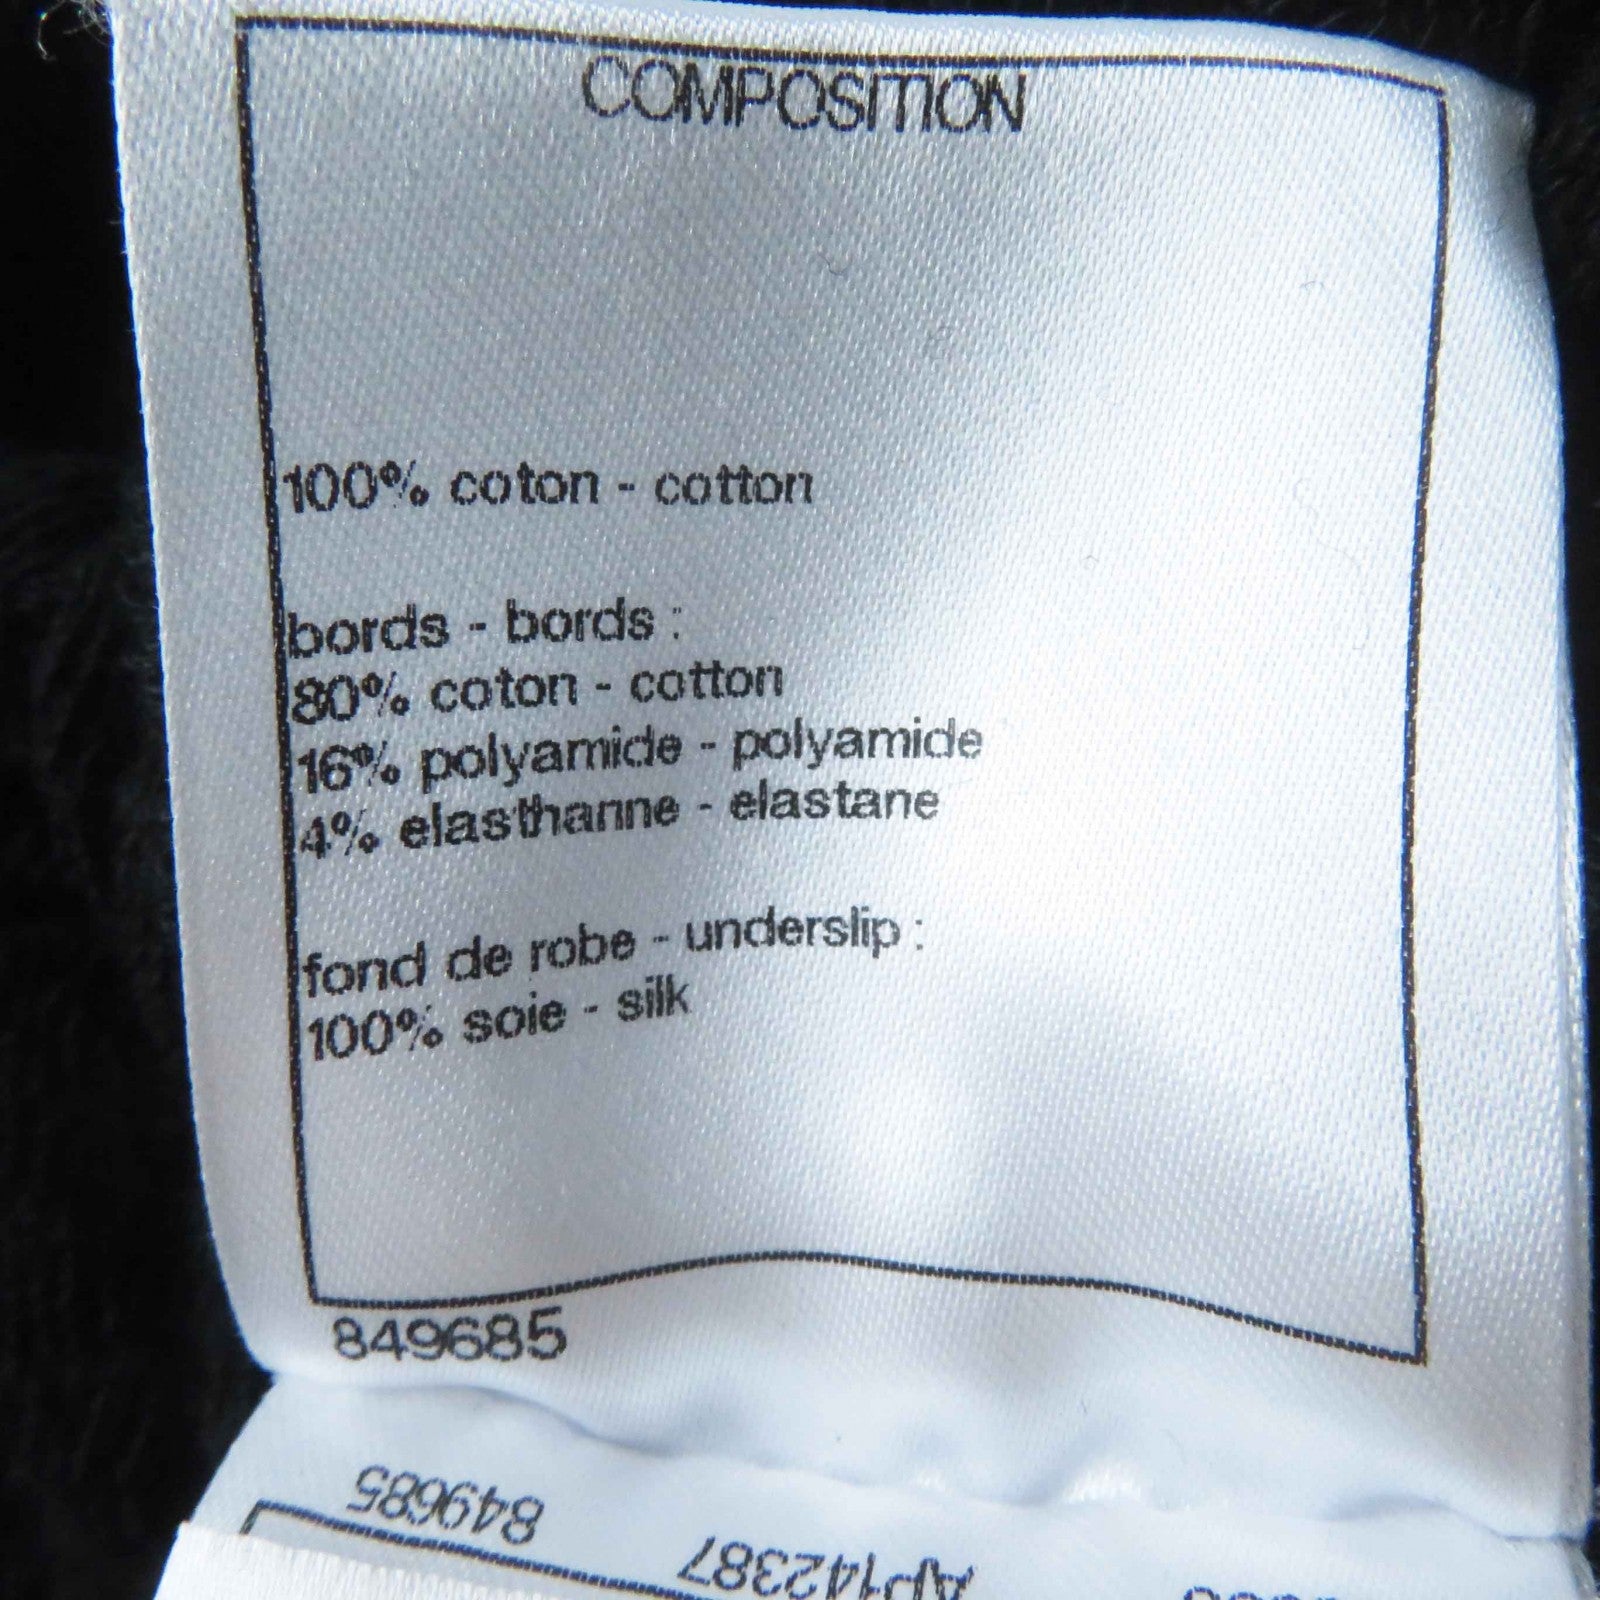 COMPOSITION
100% coton - cotton
bords - bords :
80% coton - cotton
16% polyamide - polyamide
4% elasthanne - elastane
fond de robe - underslip :
100% soie - silk
849685
849685